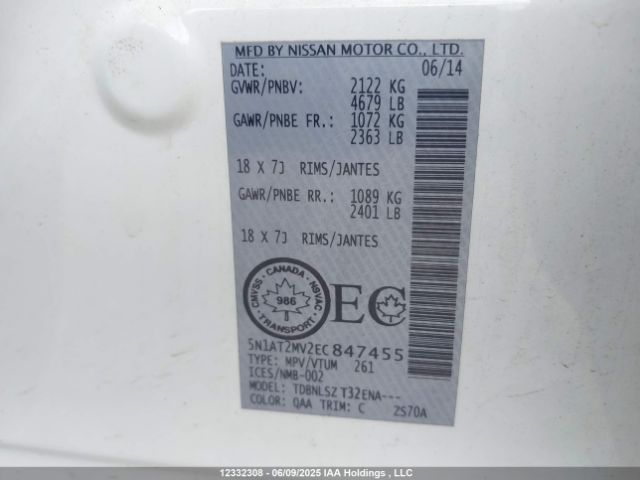 MFD BY NISSAN MOTOR CO., LTD.
DATE: 06/14
GVWR/PNBV: 2122 KG
4679 LB
GAWR/PNBE FR.: 1072 KG
2363 LB
18 X 7J RIMS/JANTES
GAWR/PNBE RR.: 1089 KG
2401 LB
18 X 7J RIMS/JANTES
CANADA
CMVSS NSVAC
986
TRANSPORT
EC
5N1AT2MV2EC847455
TYPE: MPV/VTUM 261
ICES/NMB-002
MODEL: TDBNLSZ T32ENA---
COLOR: QAA TRIM: C 2S70A
12332308 - 06/09/2025 IAA Holdings , LLC